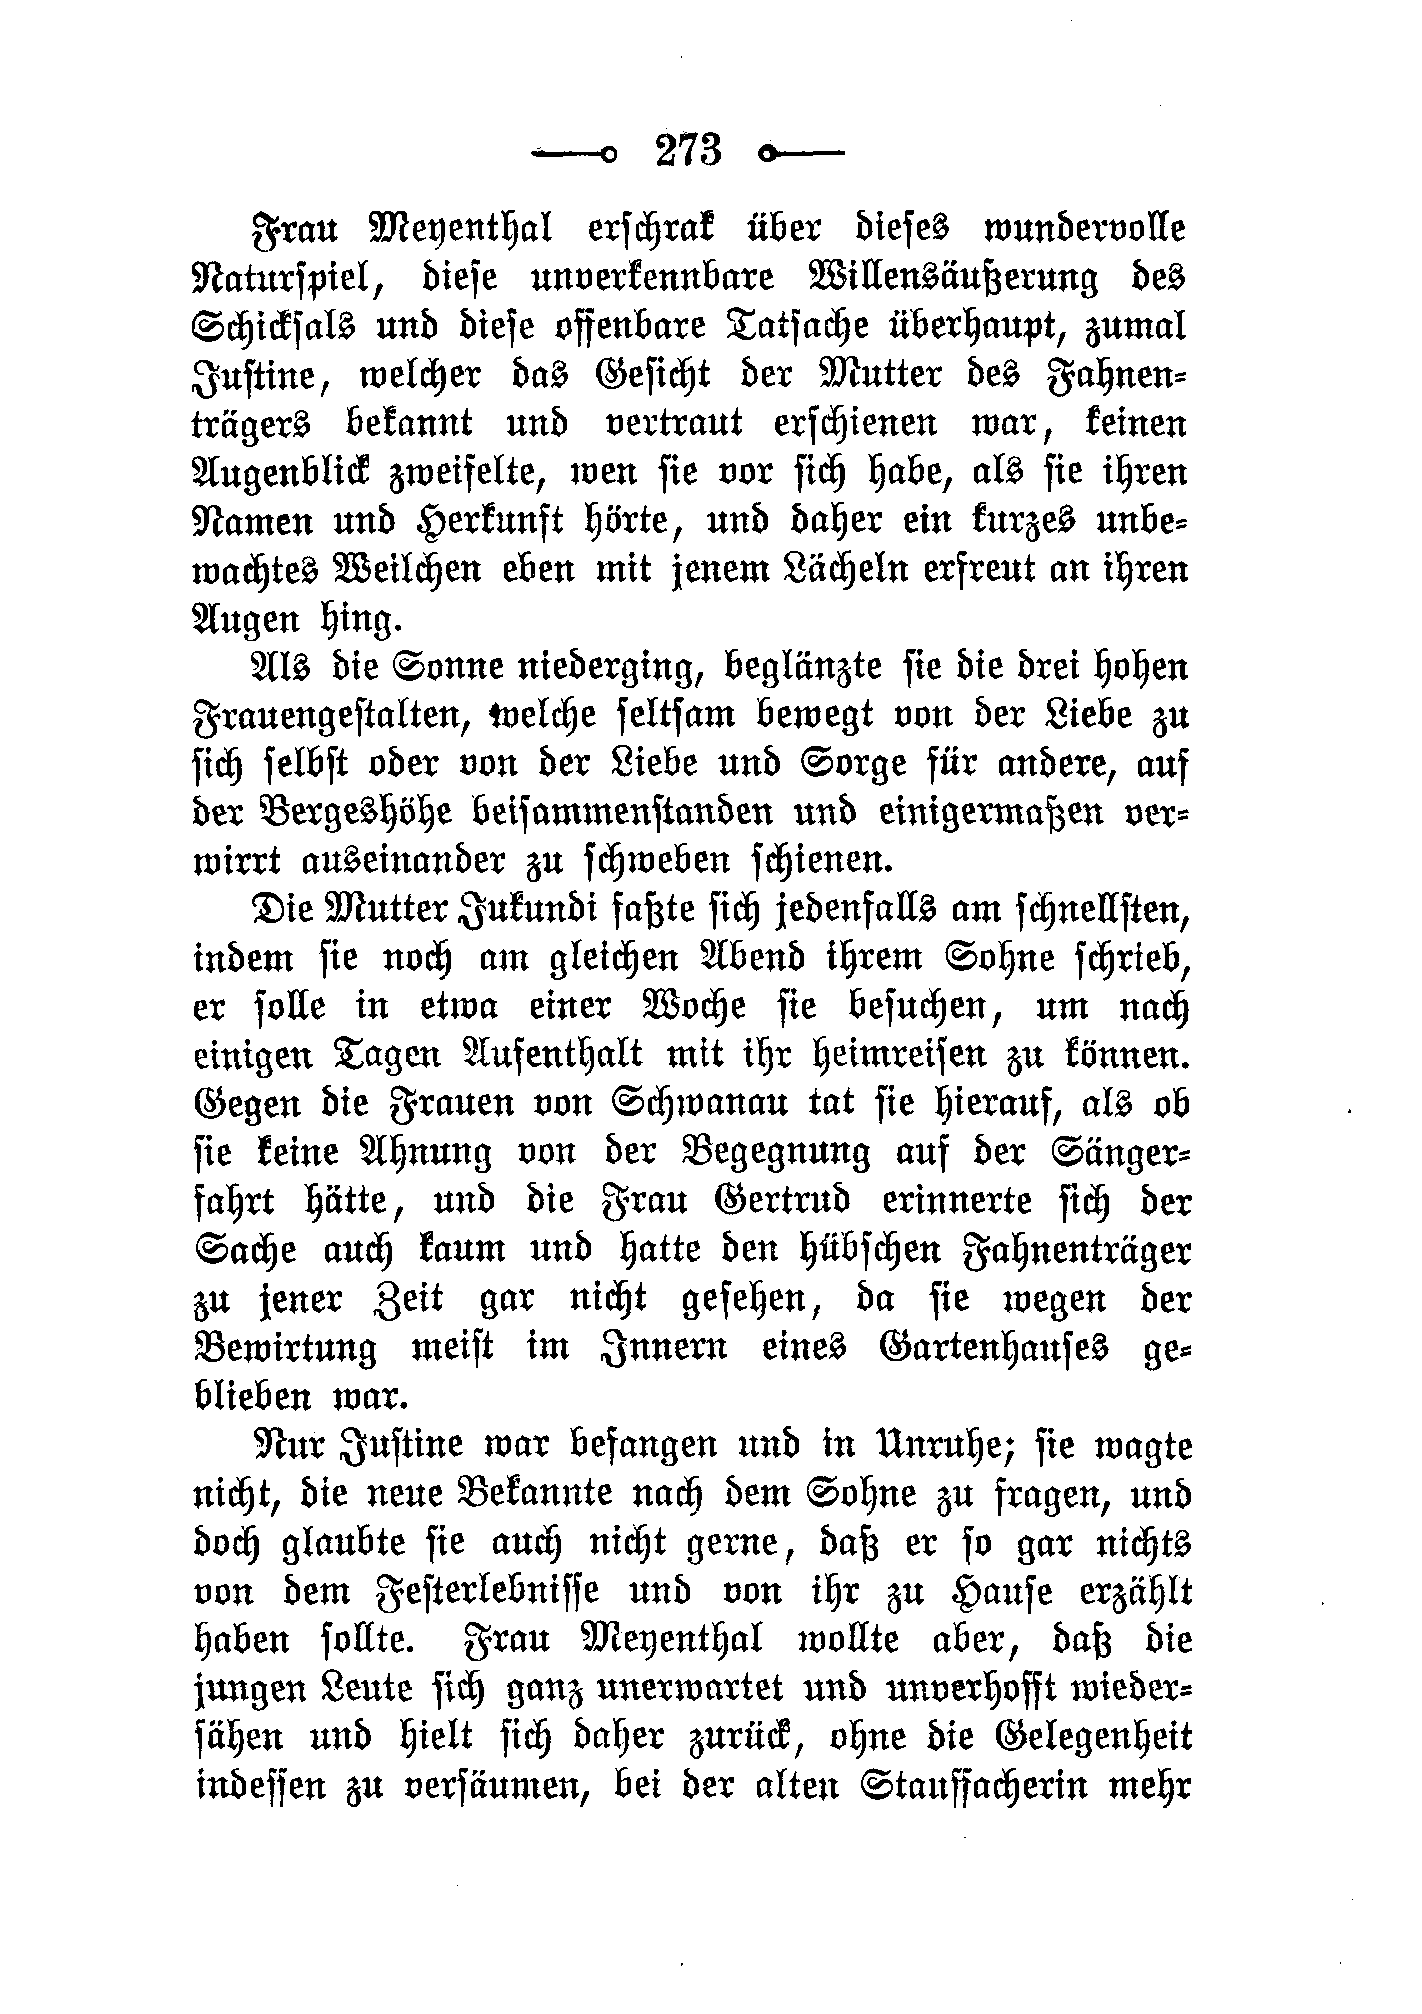 273
Frau Meyenthal erschrak über dieses wundervolle
Naturspiel, diese unverkennbare Willensäußerung des
Schicksals und diese offenbare Tatsache überhaupt, zumal
Justine, welcher das Gesicht der Mutter des Fahnen=
trägers bekannt und vertraut erschienen war, keinen
Augenblick zweifelte, wen sie vor sich habe, als sie ihren
Namen und Herkunft hörte, und daher ein kurzes unbe=
wachtes Weilchen eben mit jenem Lächeln erfreut an ihren
Augen hing.
Als die Sonne niederging, beglänzte sie die drei hohen
Frauengestalten, welche seltsam bewegt von der Liebe zu
sich selbst oder von der Liebe und Sorge für andere, auf
der Bergeshöhe beisammenstanden und einigermaßen ver=
wirrt auseinander zu schweben schienen.
Die Mutter Jukundi faßte sich jedenfalls am schnellsten,
indem sie noch am gleichen Abend ihrem Sohne schrieb,
er solle in etwa einer Woche sie besuchen, um nach
einigen Tagen Aufenthalt mit ihr heimreisen zu können.
Gegen die Frauen von Schwanau tat sie hierauf, als ob
sie keine Ahnung von der Begegnung auf der Sänger=
fahrt hätte, und die Frau Gertrud erinnerte sich der
Sache auch kaum und hatte den hübschen Fahnenträger
zu jener Zeit gar nicht gesehen, da sie wegen der
Bewirtung meist im Innern eines Gartenhauses ge=
blieben war.
Nur Justine war befangen und in Unruhe; sie wagte
nicht, die neue Bekannte nach dem Sohne zu fragen, und
doch glaubte sie auch nicht gerne, daß er so gar nichts
von dem Festerlebnisse und von ihr zu Hause erzählt
haben sollte. Frau Meyenthal wollte aber, daß die
jungen Leute sich ganz unerwartet und unverhofft wieder=
sähen und hielt sich daher zurück, ohne die Gelegenheit
indessen zu versäumen, bei der alten Stauffacherin mehr